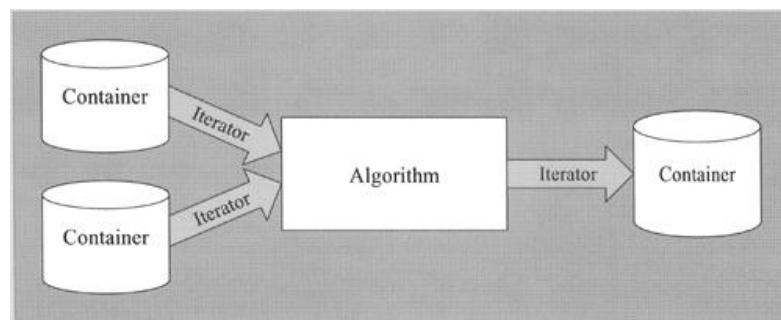 Container
Iterator
Algorithm
Iterator
Container
Iterator
Container